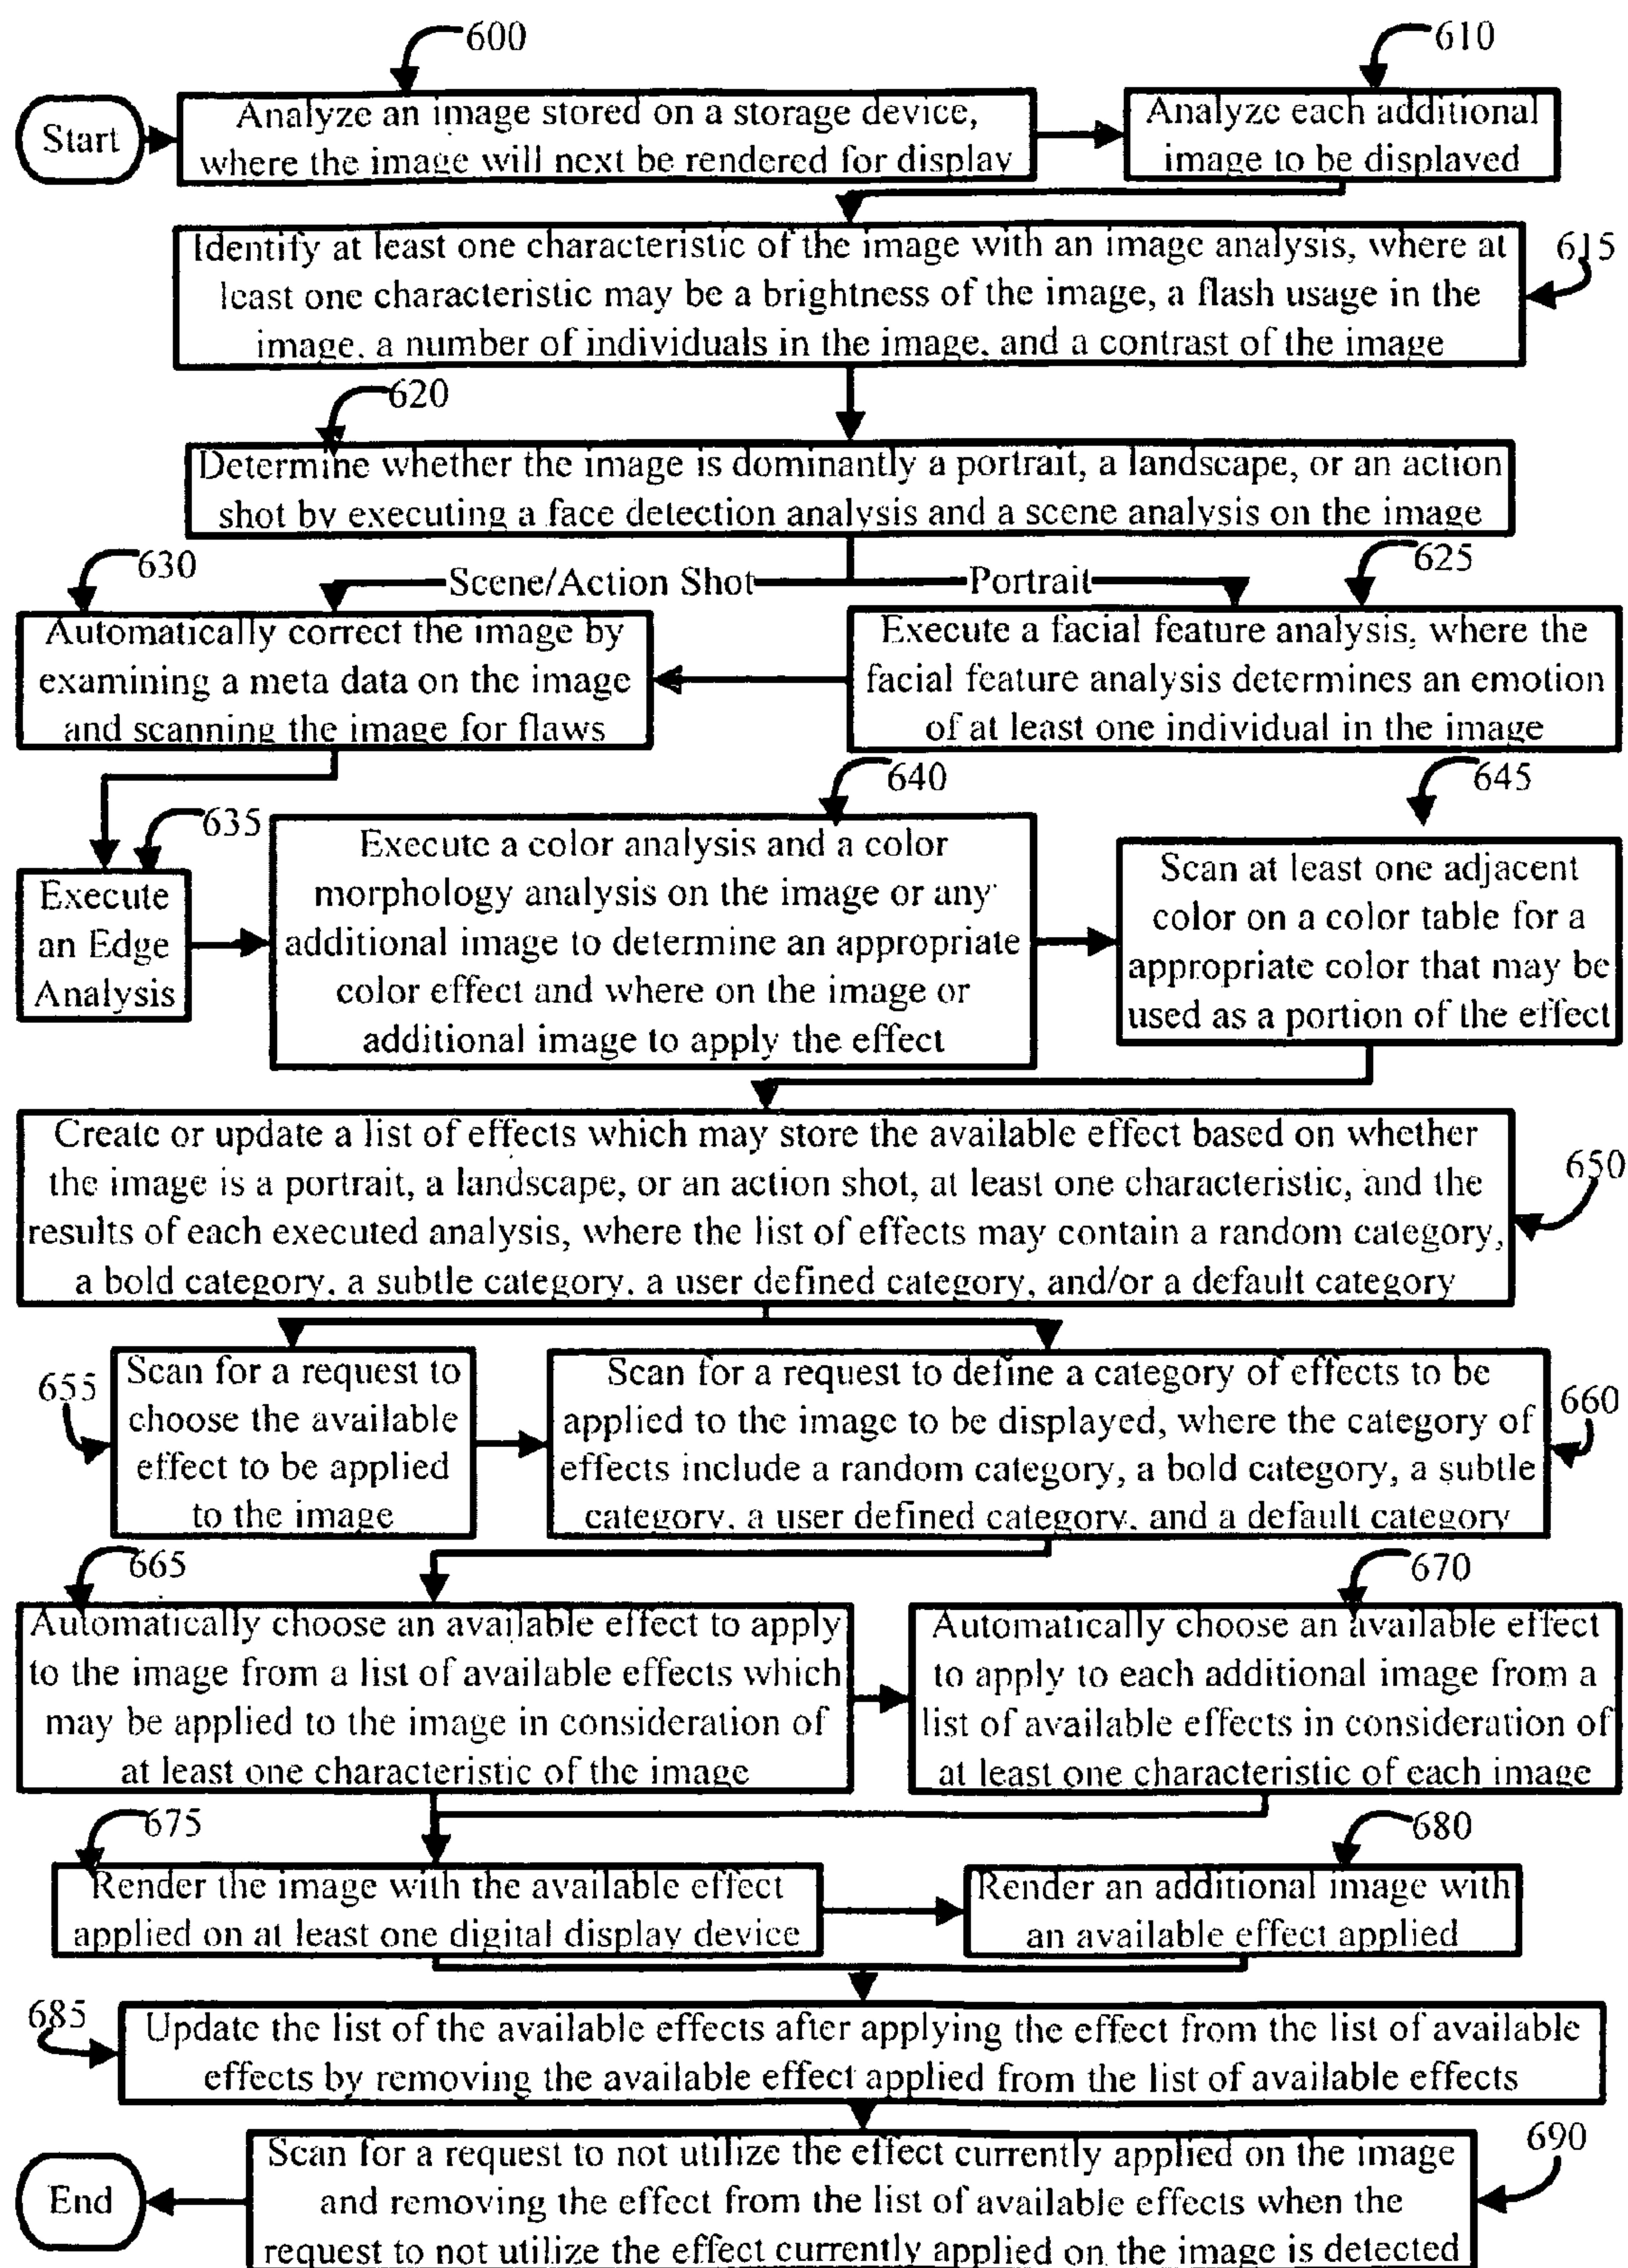 600
610
Start
Analyze an image stored on a storage device,
where the image will next be rendered for display
Analyze each additional
image to be displayed
Identify at least one characteristic of the image with an image analysis, where at
least one characteristic may be a brightness of the image, a flash usage in the
image, a number of individuals in the image, and a contrast of the image
615
620
Determine whether the image is dominantly a portrait, a landscape, or an action
shot by executing a face detection analysis and a scene analysis on the image
630
Scene/Action Shot
Portrait
625
Automatically correct the image by
examining a meta data on the image
and scanning the image for flaws
Execute a facial feature analysis, where the
facial feature analysis determines an emotion
of at least one individual in the image
635
640
645
Execute
an Edge
Analysis
Execute a color analysis and a color
morphology analysis on the image or any
additional image to determine an appropriate
color effect and where on the image or
additional image to apply the effect
Scan at least one adjacent
color on a color table for a
appropriate color that may be
used as a portion of the effect
Create or update a list of effects which may store the available effect based on whether
the image is a portrait, a landscape, or an action shot, at least one characteristic, and the
results of each executed analysis, where the list of effects may contain a random category,
a bold category, a subtle category, a user defined category, and/or a default category
650
655
Scan for a request to
choose the available
effect to be applied
to the image
Scan for a request to define a category of effects to be
applied to the image to be displayed, where the category of
effects include a random category, a bold category, a subtle
category, a user defined category, and a default category
660
665
670
Automatically choose an available effect to apply
to the image from a list of available effects which
may be applied to the image in consideration of
at least one characteristic of the image
Automatically choose an available effect
to apply to each additional image from a
list of available effects in consideration of
at least one characteristic of each image
675
680
Render the image with the available effect
applied on at least one digital display device
Render an additional image with
an available effect applied
685
Update the list of the available effects after applying the effect from the list of available
effects by removing the available effect applied from the list of available effects
End
Scan for a request to not utilize the effect currently applied on the image
and removing the effect from the list of available effects when the
request to not utilize the effect currently applied on the image is detected
690